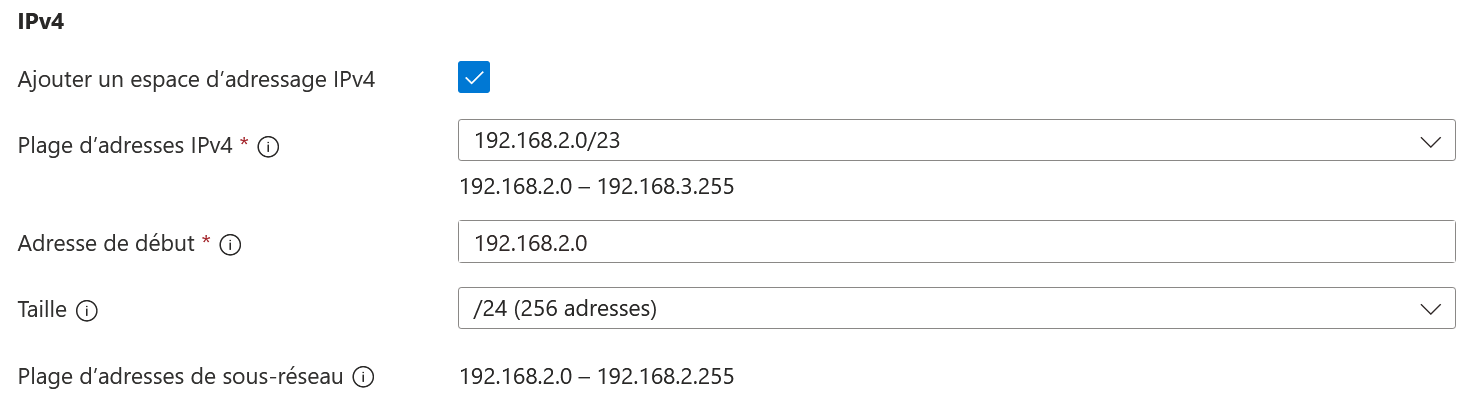 IPv4
Ajouter un espace d’adressage IPv4
Plage d’adresses IPv4 * 192.168.2.0/23
192.168.2.0 – 192.168.3.255
Adresse de début * 192.168.2.0
Taille /24 (256 adresses)
Plage d’adresses de sous-réseau 192.168.2.0 – 192.168.2.255